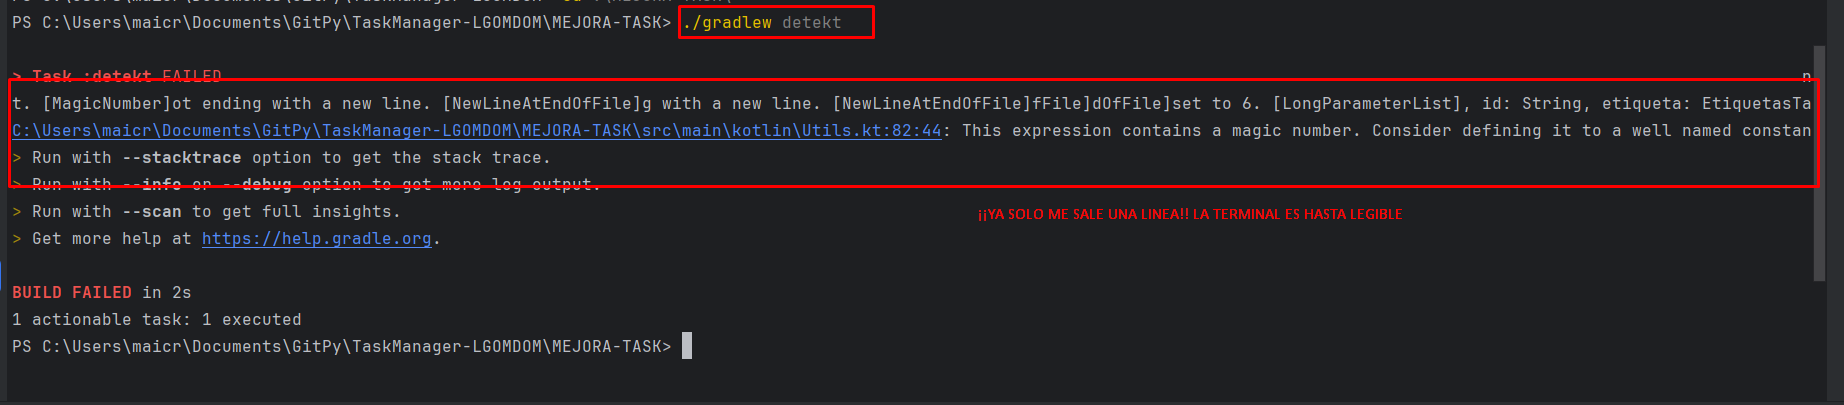 PS C:\Users\maicr\Documents\GitPy\TaskManager-LGOMDOM\MEJORA-TASK> ./gradlew detekt
> Task :detekt FAILED
n
t. [MagicNumber]ot ending with a new line. [NewLineAtEndOfFile]g with a new line. [NewLineAtEndOfFile]fFile]dOfFile]set to 6. [LongParameterList], id: String, etiqueta: EtiquetasTa
C:\Users\maicr\Documents\GitPy\TaskManager-LGOMDOM\MEJORA-TASK\src\main\kotlin\Utils.kt:82:44: This expression contains a magic number. Consider defining it to a well named constan
> Run with --stacktrace option to get the stack trace.
> Run with --info or --debug option to get more log output.
> Run with --scan to get full insights.
¡¡YA SOLO ME SALE UNA LINEA!! LA TERMINAL ES HASTA LEGIBLE
> Get more help at https://help.gradle.org.
BUILD FAILED in 2s
1 actionable task: 1 executed
PS C:\Users\maicr\Documents\GitPy\TaskManager-LGOMDOM\MEJORA-TASK>